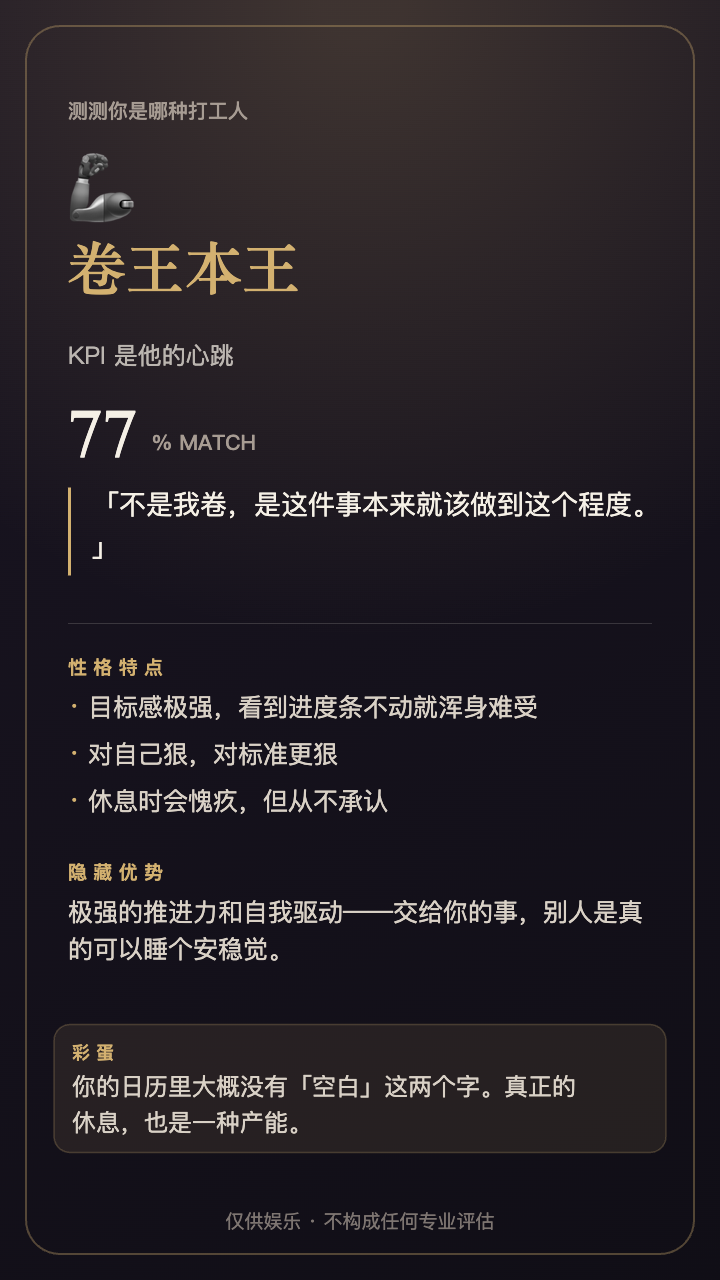 测测你是哪种打工人
卷王本王
KPI 是他的心跳
77 % MATCH
「不是我卷，是这件事本来就该做到这个程度。
」
性格特点
· 目标感极强，看到进度条不动就浑身难受
· 对自己狠，对标准更狠
· 休息时会愧疚，但从不承认
隐藏优势
极强的推进力和自我驱动——交给你的事，别人是真
的可以睡个安稳觉。
彩蛋
你的日历里大概没有「空白」这两个字。真正的
休息，也是一种产能。
仅供娱乐 · 不构成任何专业评估